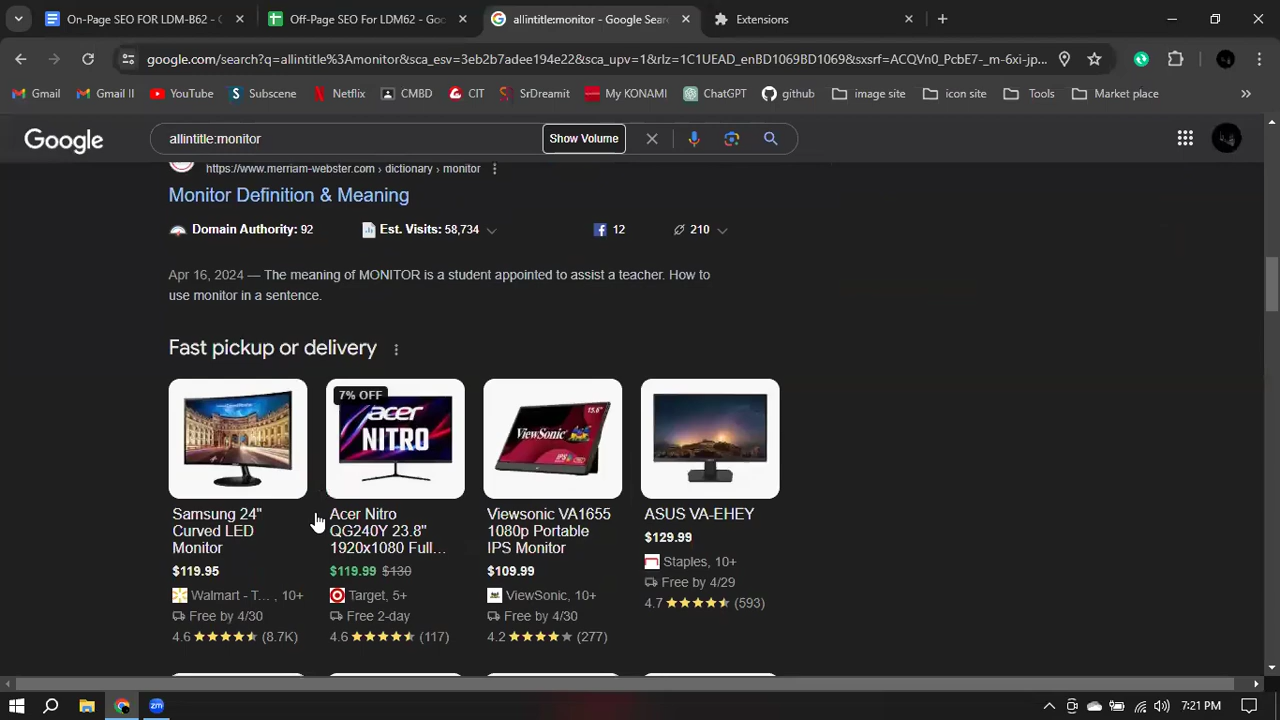 On-Page SEO FOR LDM-B62 - G
Off-Page SEO For LDM62 - Goo
allintitle:monitor - Google Sear
Extensions
google.com/search?q=allintitle%3Amonitor&sca_esv=3eb2b7adee194e22&sca_upv=1&rlz=1C1UEAD_enBD1069BD1069&sxsrf=ACQVn0_PcbE7-_m-6xi-jp...
Gmail
Gmail II
YouTube
Subscene
Netflix
CMBD
CIT
SrDreamit
My KONAMI
ChatGPT
github
image site
icon site
Tools
Market place
Google
allintitle:monitor
Show Volume
https://www.merriam-webster.com › dictionary › monitor
Monitor Definition & Meaning
Domain Authority: 92
Est. Visits: 58,734
12
210
Apr 16, 2024 — The meaning of MONITOR is a student appointed to assist a teacher. How to
use monitor in a sentence.
Fast pickup or delivery
7% OFF
acer
NITRO
ViewSonic
15.6"
Samsung 24"
Curved LED
Monitor
$119.95
Walmart - T... , 10+
Free by 4/30
4.6 (8.7K)
Acer Nitro
QG240Y 23.8"
1920x1080 Full...
$119.99 $130
Target, 5+
Free 2-day
4.6 (117)
Viewsonic VA1655
1080p Portable
IPS Monitor
$109.99
ViewSonic, 10+
Free by 4/30
4.2 (277)
ASUS VA-EHEY
$129.99
Staples, 10+
Free by 4/29
4.7 (593)
zm
7:21 PM